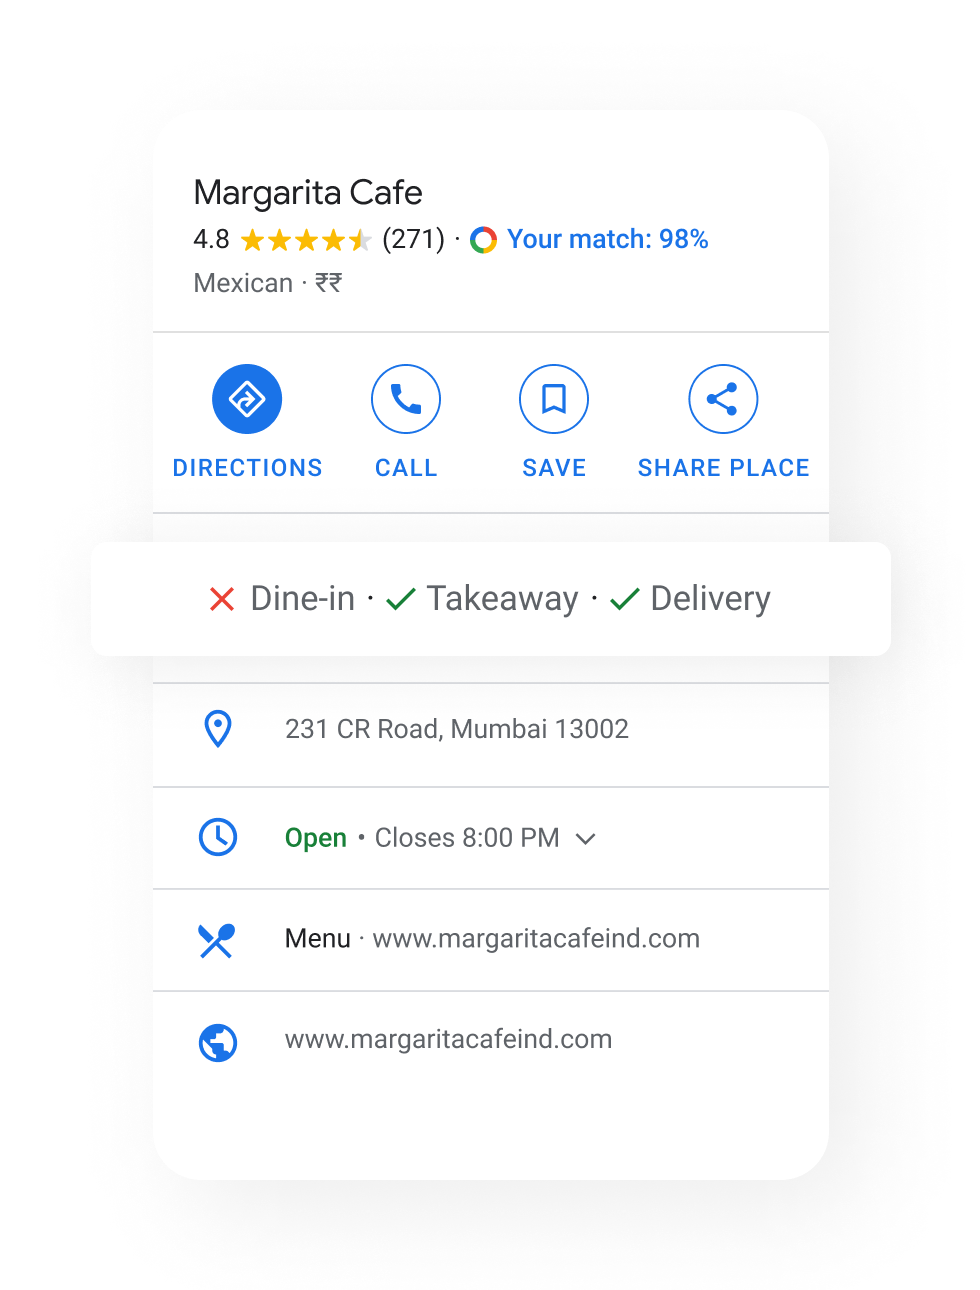 Margarita Cafe
4.8 (271) · Your match: 98%
Mexican · ₹₹
DIRECTIONS CALL SAVE SHARE PLACE
Dine-in · Takeaway · Delivery
231 CR Road, Mumbai 13002
Open • Closes 8:00 PM
Menu · www.margaritacafeind.com
www.margaritacafeind.com